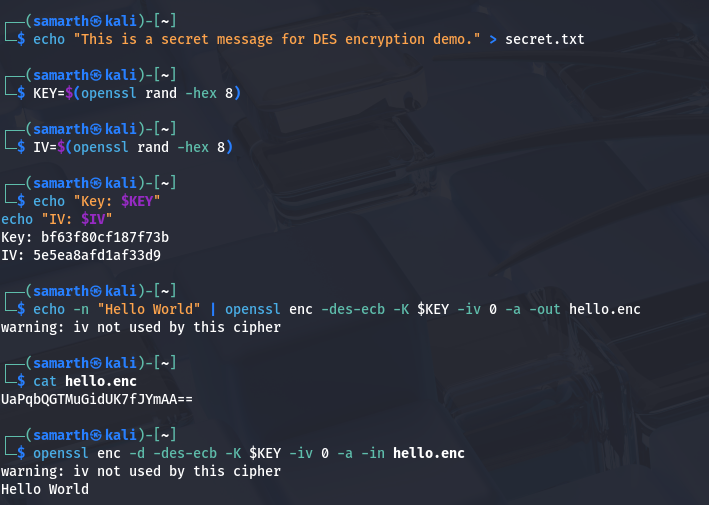 ┌──(samarth㉿kali)-[~]
└─$ echo "This is a secret message for DES encryption demo." > secret.txt
┌──(samarth㉿kali)-[~]
└─$ KEY=$(openssl rand -hex 8)
┌──(samarth㉿kali)-[~]
└─$ IV=$(openssl rand -hex 8)
┌──(samarth㉿kali)-[~]
└─$ echo "Key: $KEY"
echo "IV: $IV"
Key: bf63f80cf187f73b
IV: 5e5ea8afd1af33d9
┌──(samarth㉿kali)-[~]
└─$ echo -n "Hello World" | openssl enc -des-ecb -K $KEY -iv 0 -a -out hello.enc
warning: iv not used by this cipher
┌──(samarth㉿kali)-[~]
└─$ cat hello.enc
UaPqbQGTMuGidUK7fJYmAA==
┌──(samarth㉿kali)-[~]
└─$ openssl enc -d -des-ecb -K $KEY -iv 0 -a -in hello.enc
warning: iv not used by this cipher
Hello World